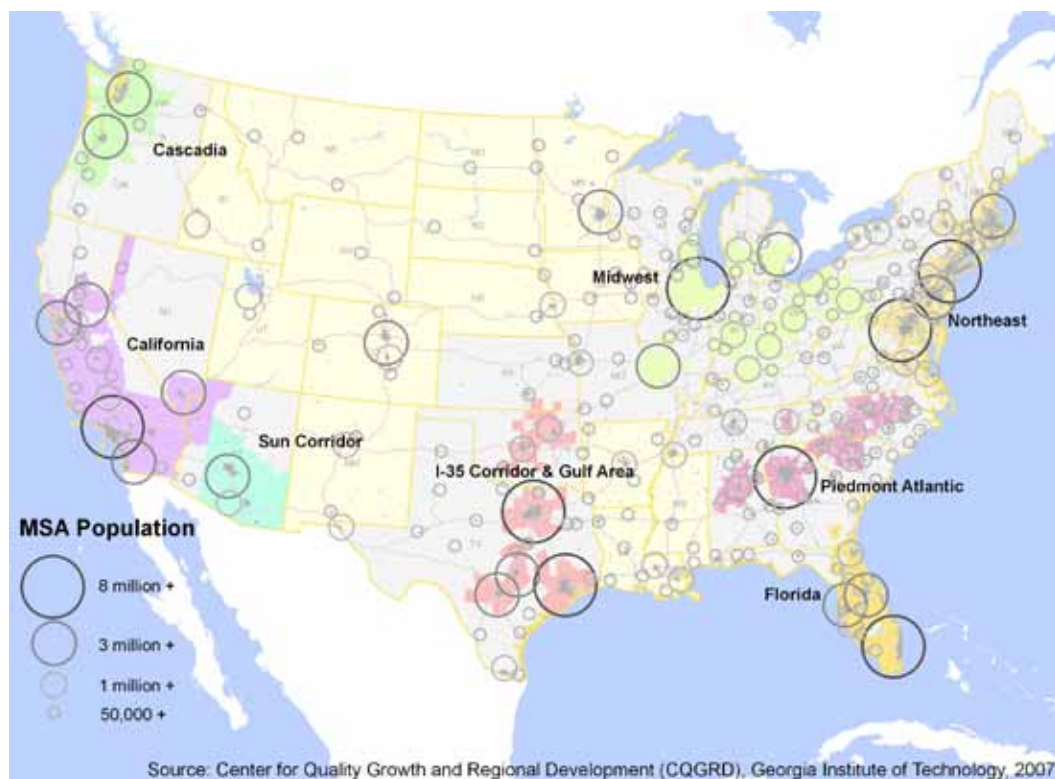 Cascadia
Midwest
Northeast
California
Sun Corridor
I-35 Corridor & Gulf Area
Piedmont Atlantic
Florida
MSA Population
8 million +
3 million +
1 million +
50,000 +
Source: Center for Quality Growth and Regional Development (CQGRD), Georgia Institute of Technology, 2007